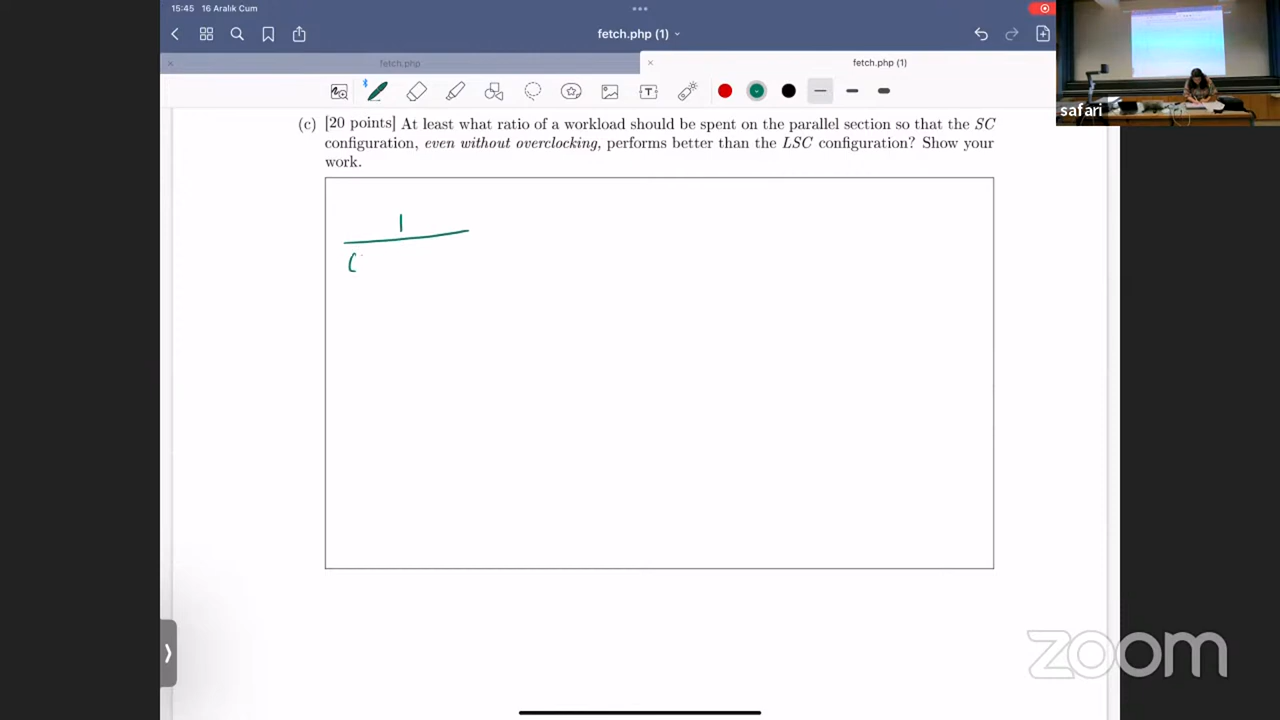 15:45 16 Aralık Cum
fetch.php (1)
fetch.php
fetch.php (1)
T
safari
(c) [20 points] At least what ratio of a workload should be spent on the parallel section so that the SC
configuration, even without overclocking, performs better than the LSC configuration? Show your
work.
1
(
zoom